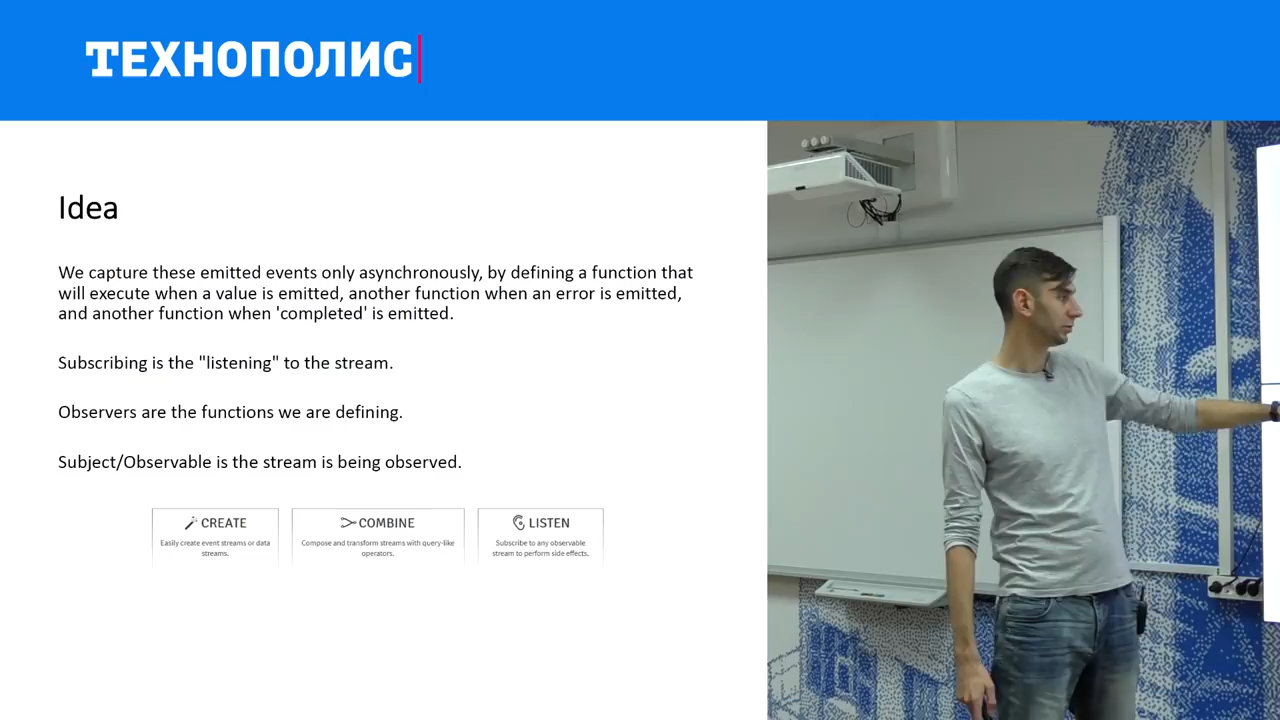 ТЕХНОПОЛИС
Idea
We capture these emitted events only asynchronously, by defining a function that
will execute when a value is emitted, another function when an error is emitted,
and another function when 'completed' is emitted.
Subscribing is the "listening" to the stream.
Observers are the functions we are defining.
Subject/Observable is the stream is being observed.
CREATE
Easily create event streams or data
streams.
COMBINE
Compose and transform streams with query-like
operators.
LISTEN
Subscribe to any observable
stream to perform side effects.